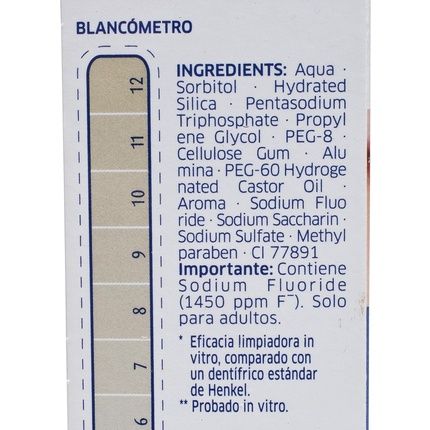 BLANCÓMETRO
12
11
10
9
8
7
6
INGREDIENTS: Aqua ·
Sorbitol · Hydrated
Silica · Pentasodium
Triphosphate · Propyl
ene Glycol · PEG-8 ·
Cellulose Gum · Alu
mina · PEG-60 Hydroge
nated Castor Oil ·
Aroma · Sodium Fluo
ride · Sodium Saccharin ·
Sodium Sulfate · Methyl
paraben · CI 77891
Importante: Contiene
Sodium Fluoride
(1450 ppm F⁻). Solo
para adultos.
* Eficacia limpiadora in
vitro, comparado con
un dentífrico estándar
de Henkel.
** Probado in vitro.